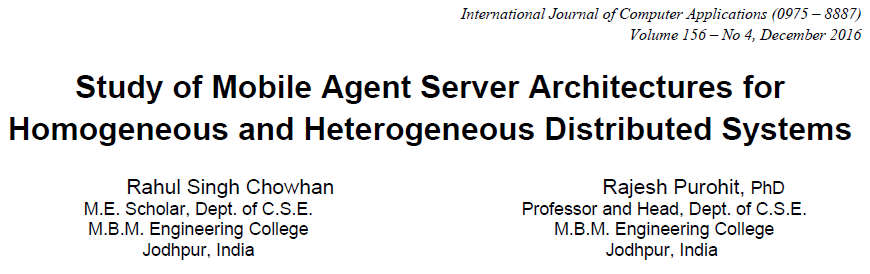 International Journal of Computer Applications (0975 – 8887)
Volume 156 – No 4, December 2016
Study of Mobile Agent Server Architectures for
Homogeneous and Heterogeneous Distributed Systems
Rahul Singh Chowhan
M.E. Scholar, Dept. of C.S.E.
M.B.M. Engineering College
Jodhpur, India
Rajesh Purohit, PhD
Professor and Head, Dept. of C.S.E.
M.B.M. Engineering College
Jodhpur, India